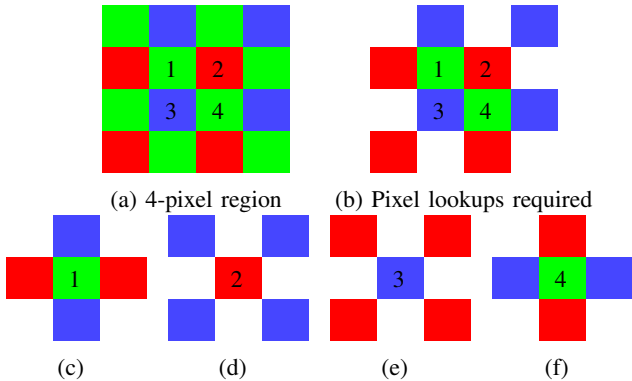 1 2 1 2
3 4 3 4
(a) 4-pixel region (b) Pixel lookups required
1 2 3 4
(c) (d) (e) (f)